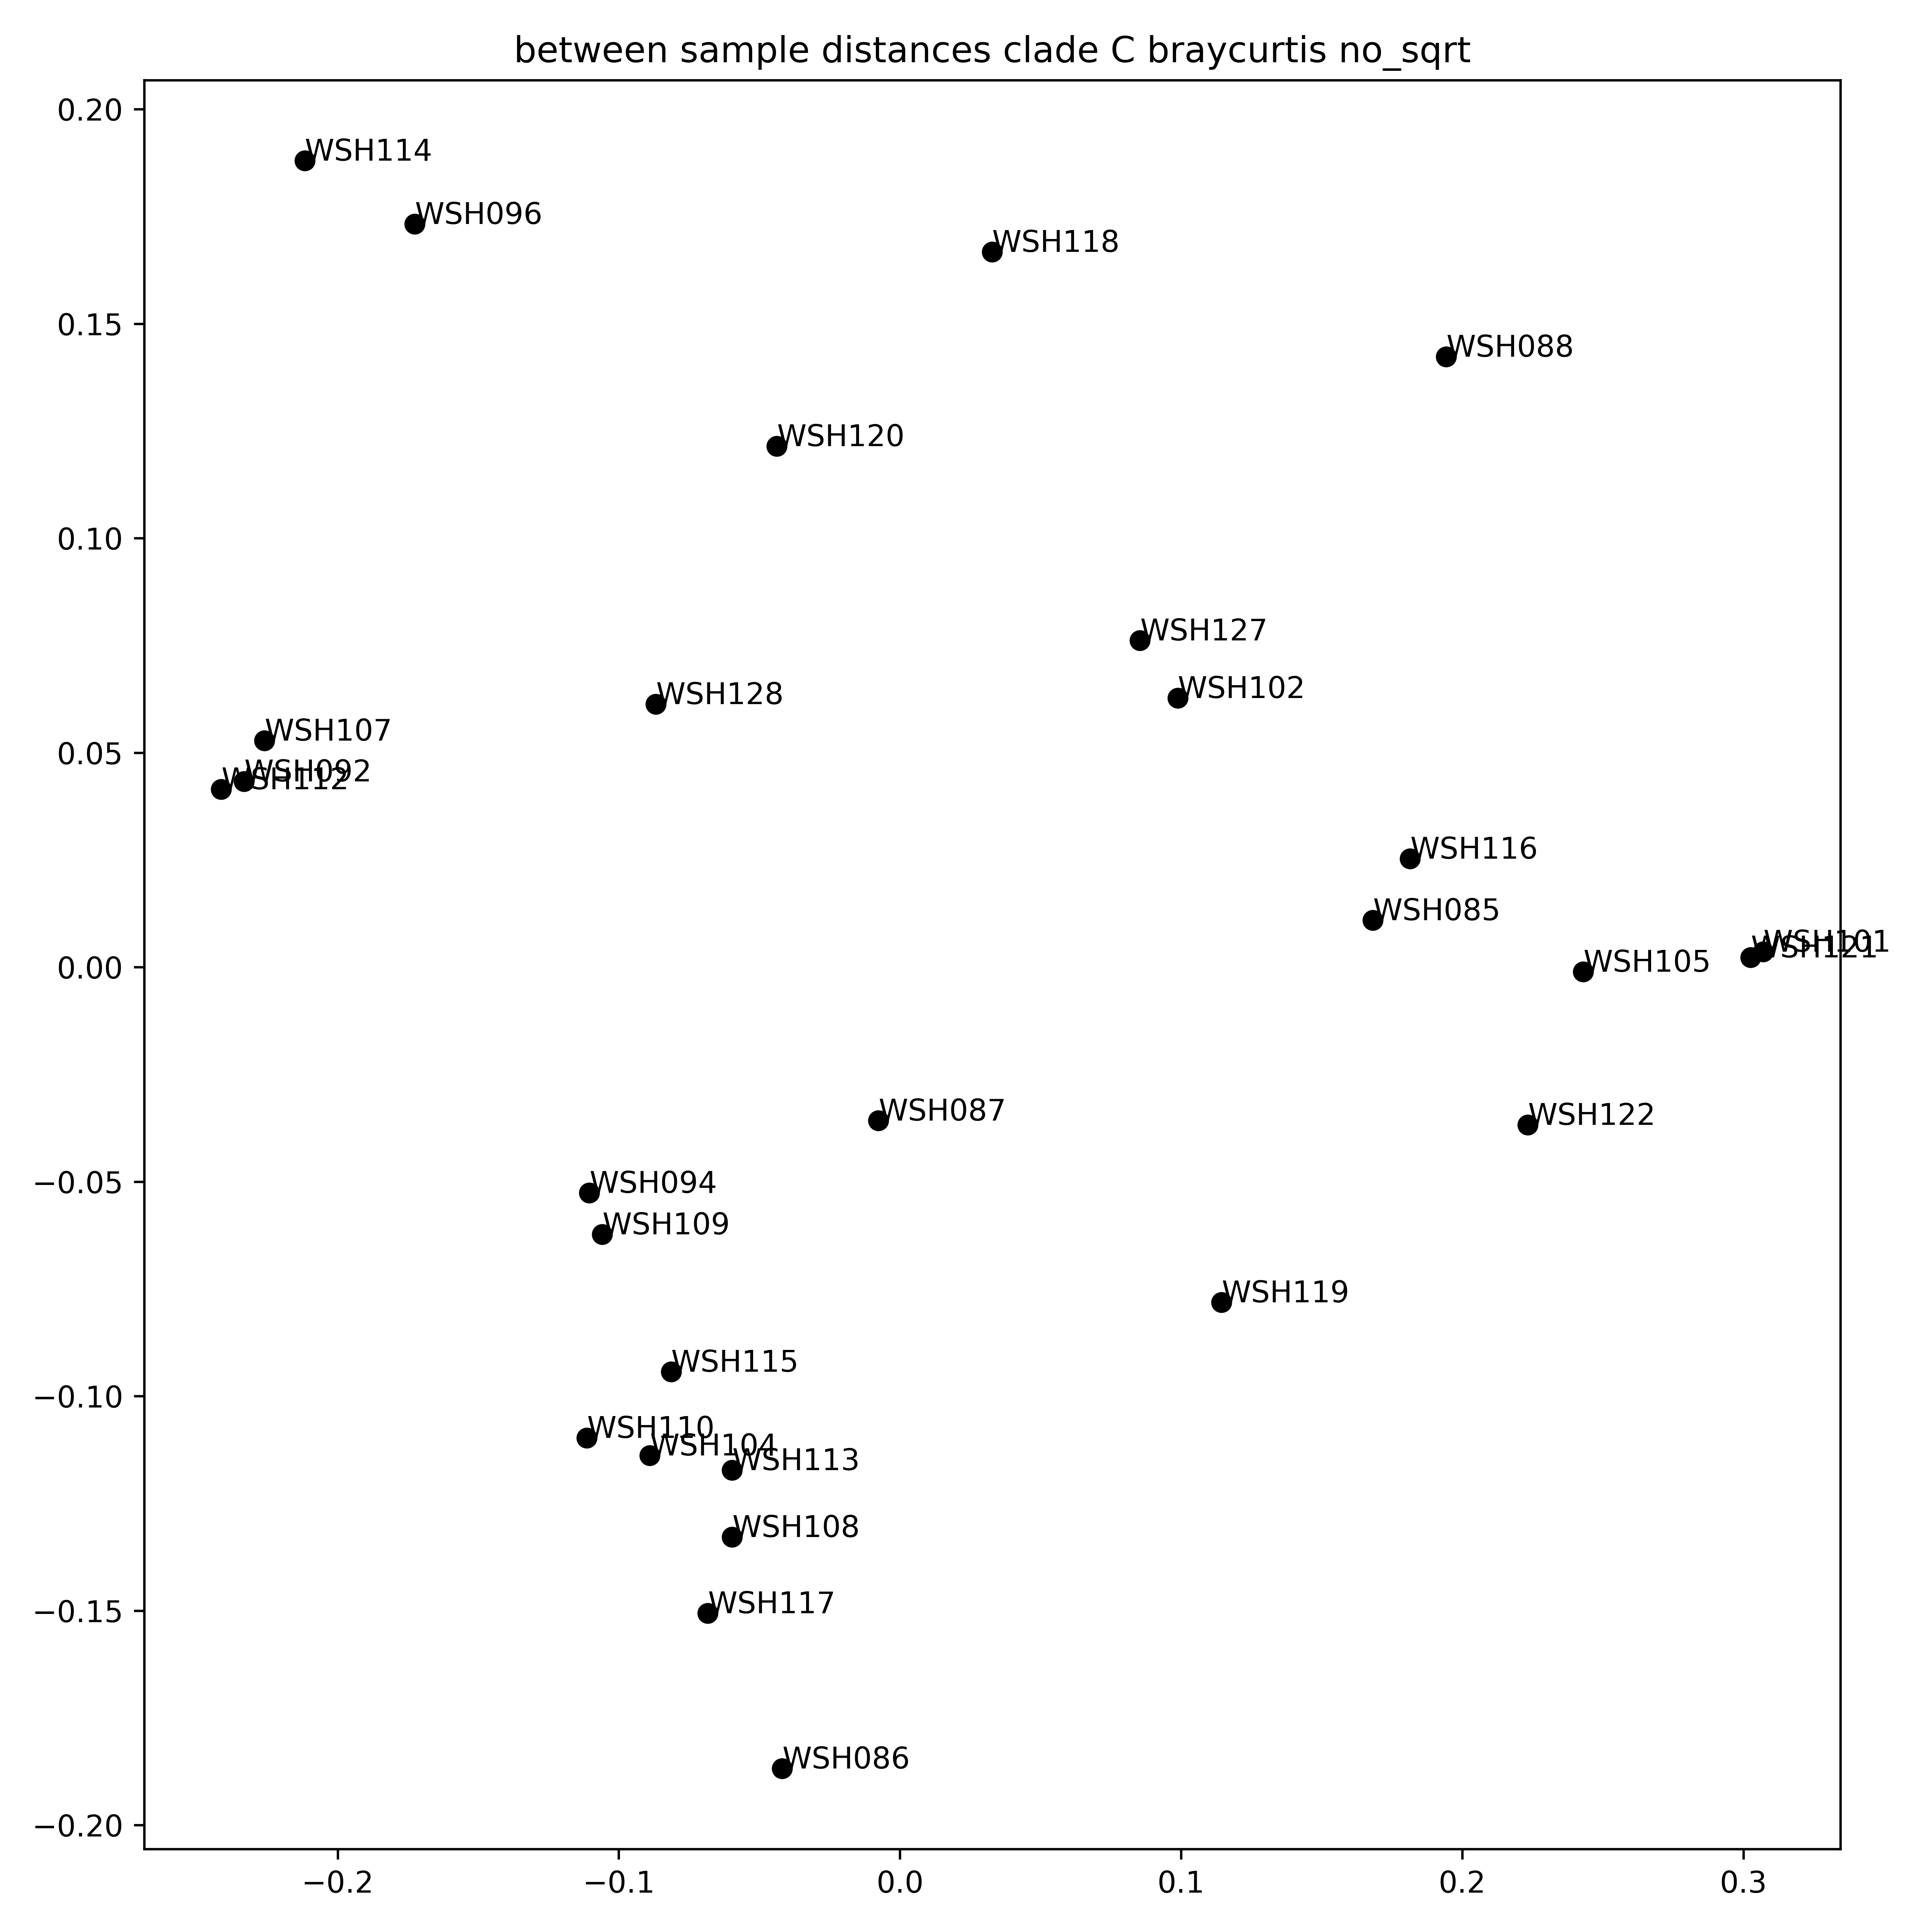 between sample distances clade C braycurtis no_sqrt
0.20
WSH114
WSH096
WSH118
0.15
WSH088
WSH120
0.10
WSH127
WSH102
WSH128
WSH107
0.05
WSH092
WSH112
WSH116
WSH085
WSH101
WSH121
0.00
WSH105
WSH087
WSH122
−0.05
WSH094
WSH109
WSH119
WSH115
−0.10
WSH110
WSH104
WSH113
WSH108
−0.15
WSH117
WSH086
−0.20
−0.2 −0.1 0.0 0.1 0.2 0.3